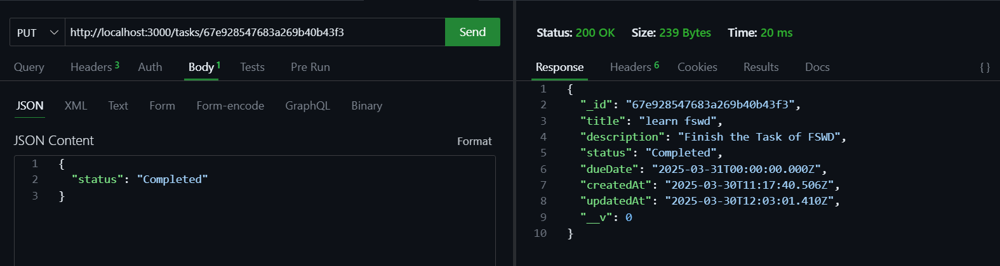 PUT http://localhost:3000/tasks/67e928547683a269b40b43f3 Send
Query Headers 3 Auth Body 1 Tests Pre Run
JSON XML Text Form Form-encode GraphQL Binary
JSON Content Format
1 {
2 "status": "Completed"
3 }
Status: 200 OK Size: 239 Bytes Time: 20 ms
Response Headers 6 Cookies Results Docs { }
1 {
2 "_id": "67e928547683a269b40b43f3",
3 "title": "learn fswd",
4 "description": "Finish the Task of FSWD",
5 "status": "Completed",
6 "dueDate": "2025-03-31T00:00:00.000Z",
7 "createdAt": "2025-03-30T11:17:40.506Z",
8 "updatedAt": "2025-03-30T12:03:01.410Z",
9 "__v": 0
10 }